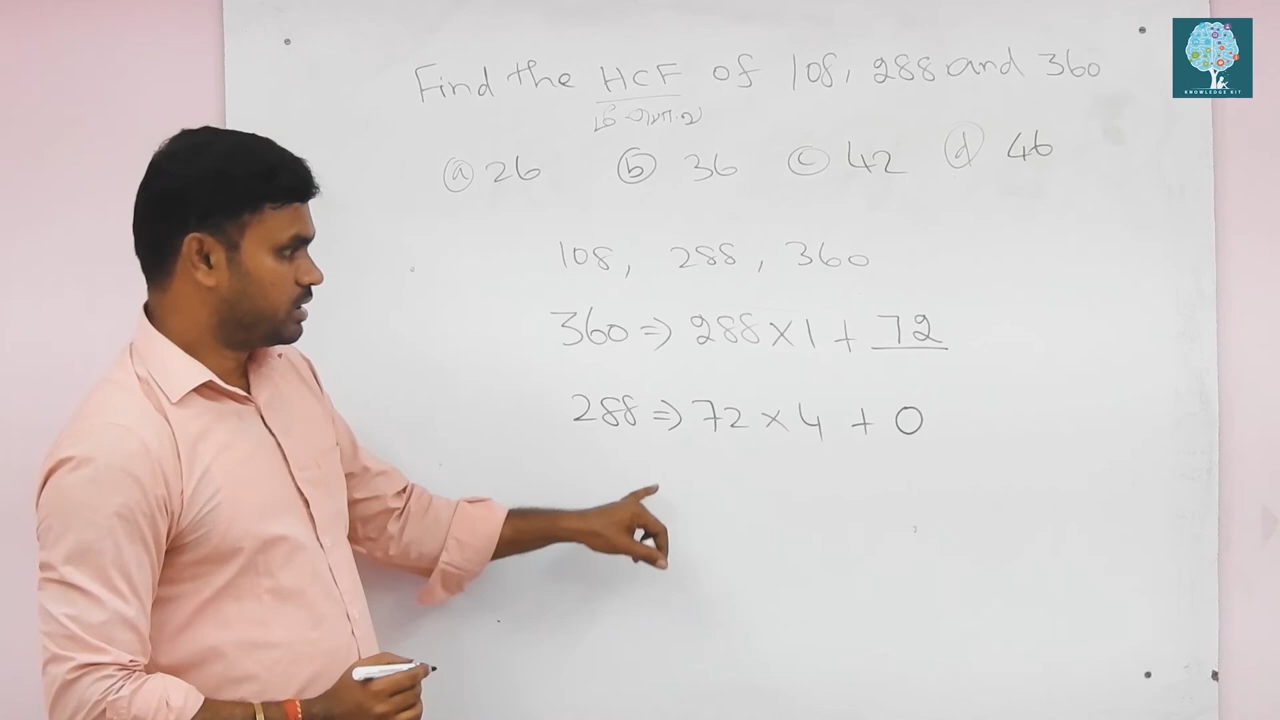 Find the HCF of 108, 288 and 360
(a) 26 (b) 36 (c) 42 (d) 46
108, 288, 360
360 ⇒ 288 × 1 + 72
288 ⇒ 72 × 4 + 0
KNOWLEDGE KIT